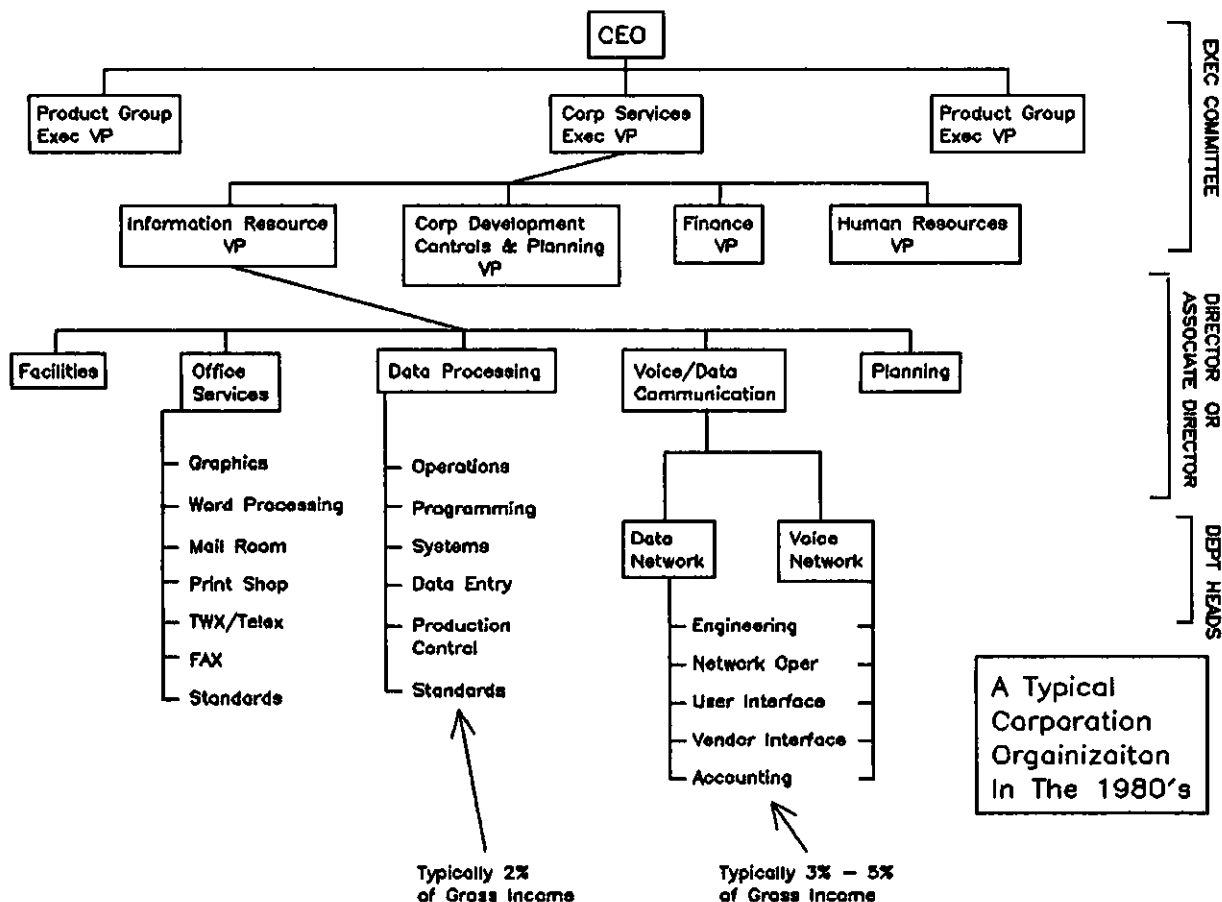 CEO
Product Group
Exec VP
Corp Services
Exec VP
Product Group
Exec VP
EXEC COMMITTEE
Information Resource
VP
Corp Development
Controls & Planning
VP
Finance
VP
Human Resources
VP
DIRECTOR OR
ASSOCIATE DIRECTOR
Facilities
Office
Services
Data Processing
Voice/Data
Communication
Planning
Graphics
Word Processing
Mail Room
Print Shop
TWX/Telex
FAX
Standards
Operations
Programming
Systems
Data Entry
Production
Control
Standards
Data
Network
Voice
Network
DEPT HEADS
Engineering
Network Oper
User Interface
Vendor Interface
Accounting
A Typical
Corporation
Orgainizaiton
In The 1980's
Typically 2%
of Gross Income
Typically 3% - 5%
of Gross Income